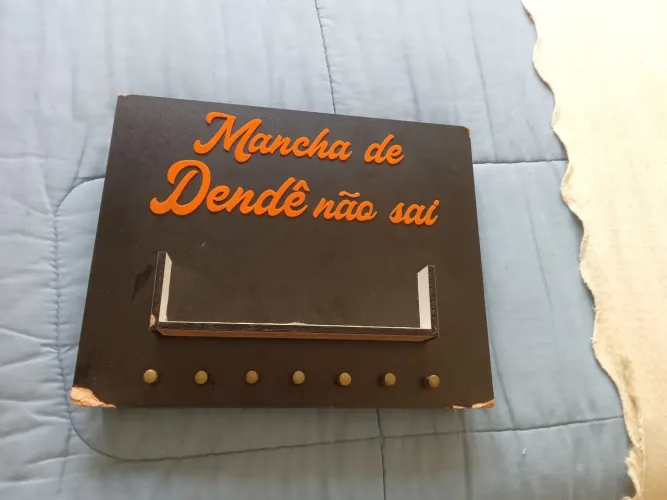 Mancha de
Dendê não sai